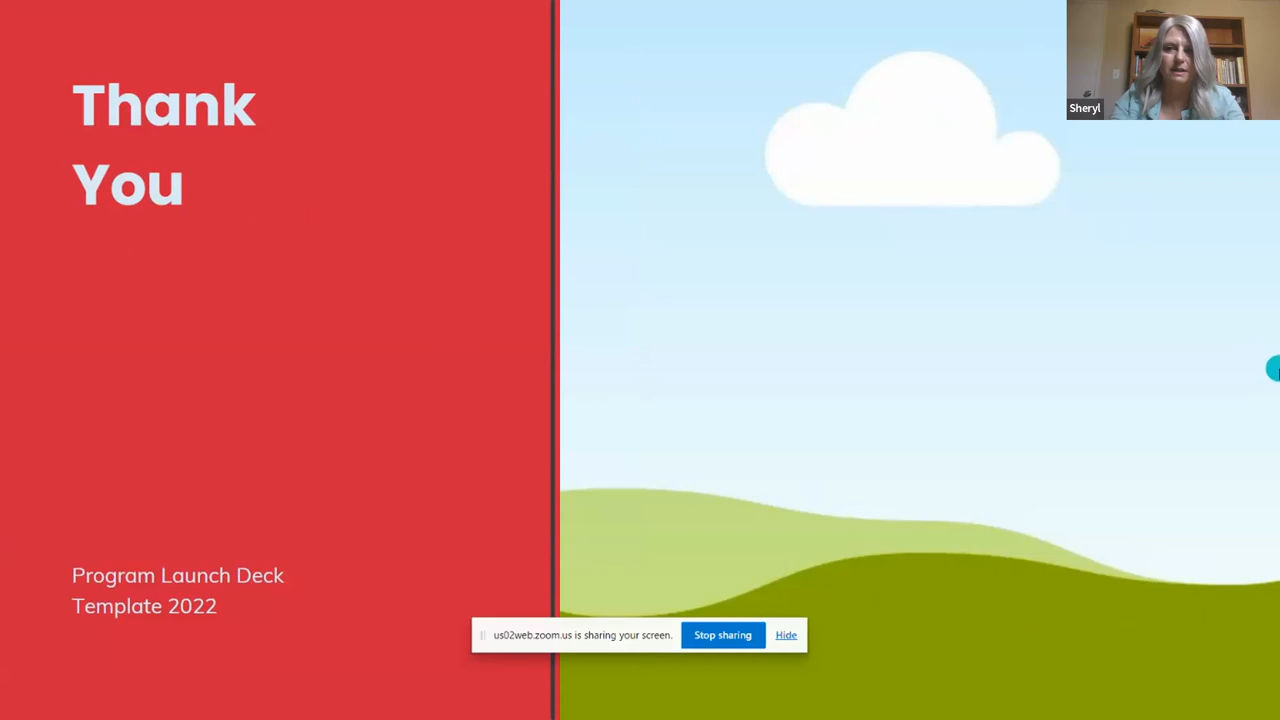 Thank
You
Sheryl
Program Launch Deck
Template 2022
us02web.zoom.us is sharing your screen. Stop sharing Hide